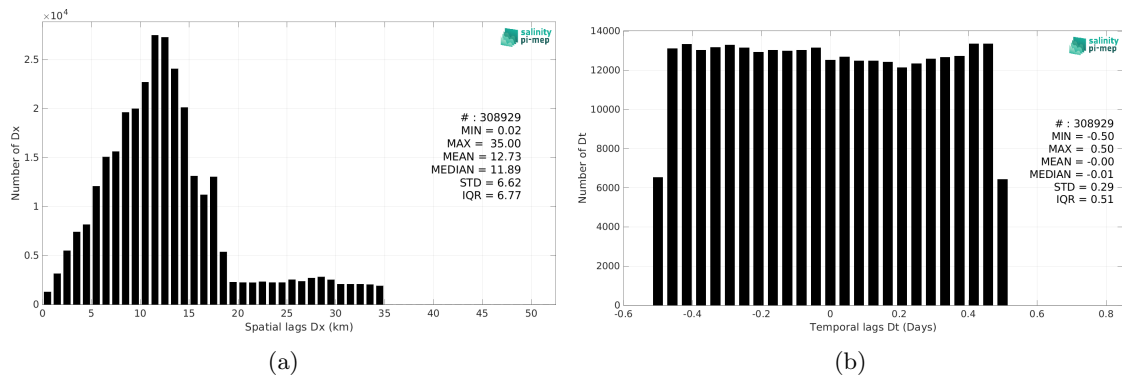 ×10⁴
2.5
2
1.5
1
0.5
0
Number of Dx
0 5 10 15 20 25 30 35 40 45 50
Spatial lags Dx (km)
salinity
pi-mep
# : 308929
MIN = 0.02
MAX = 35.00
MEAN = 12.73
MEDIAN = 11.89
STD = 6.62
IQR = 6.77
(a)
14000
12000
10000
8000
6000
4000
2000
0
Number of Dt
-0.6 -0.4 -0.2 0 0.2 0.4 0.6 0.8
Temporal lags Dt (Days)
salinity
pi-mep
# : 308929
MIN = -0.50
MAX = 0.50
MEAN = -0.00
MEDIAN = -0.01
STD = 0.29
IQR = 0.51
(b)